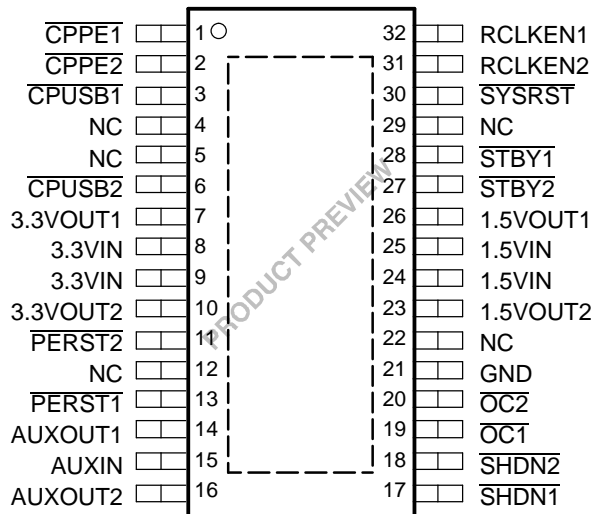 CPPE1 1 32 RCLKEN1
CPPE2 2 31 RCLKEN2
CPUSB1 3 30 SYSRST
NC 4 29 NC
NC 5 28 STBY1
CPUSB2 6 27 STBY2
3.3VOUT1 7 26 1.5VOUT1
3.3VIN 8 25 1.5VIN
3.3VIN 9 24 1.5VIN
3.3VOUT2 10 23 1.5VOUT2
PERST2 11 22 NC
NC 12 21 GND
PERST1 13 20 OC2
AUXOUT1 14 19 OC1
AUXIN 15 18 SHDN2
AUXOUT2 16 17 SHDN1
PRODUCT PREVIEW